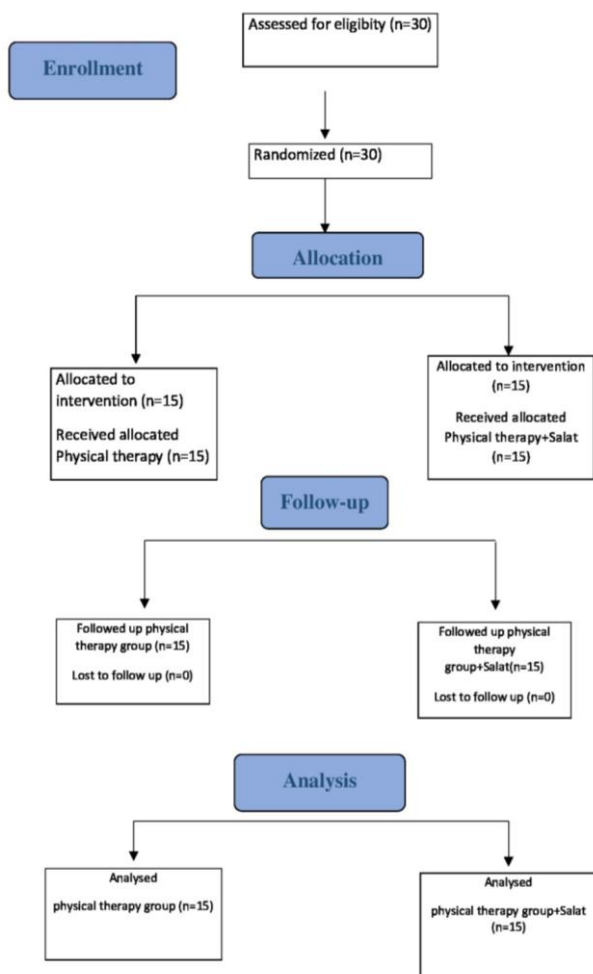 Assessed for eligibity (n=30)
Enrollment
Randomized (n=30)
Allocation
Allocated to
intervention (n=15)
Received allocated
Physical therapy (n=15)
Allocated to intervention
(n=15)
Received allocated
Physical therapy+Salat
(n=15)
Follow-up
Followed up physical
therapy group (n=15)
Lost to follow up (n=0)
Followed up physical
therapy
group+Salat(n=15)
Lost to follow up (n=0)
Analysis
Analysed
physical therapy group (n=15)
Analysed
physical therapy group+Salat
(n=15)